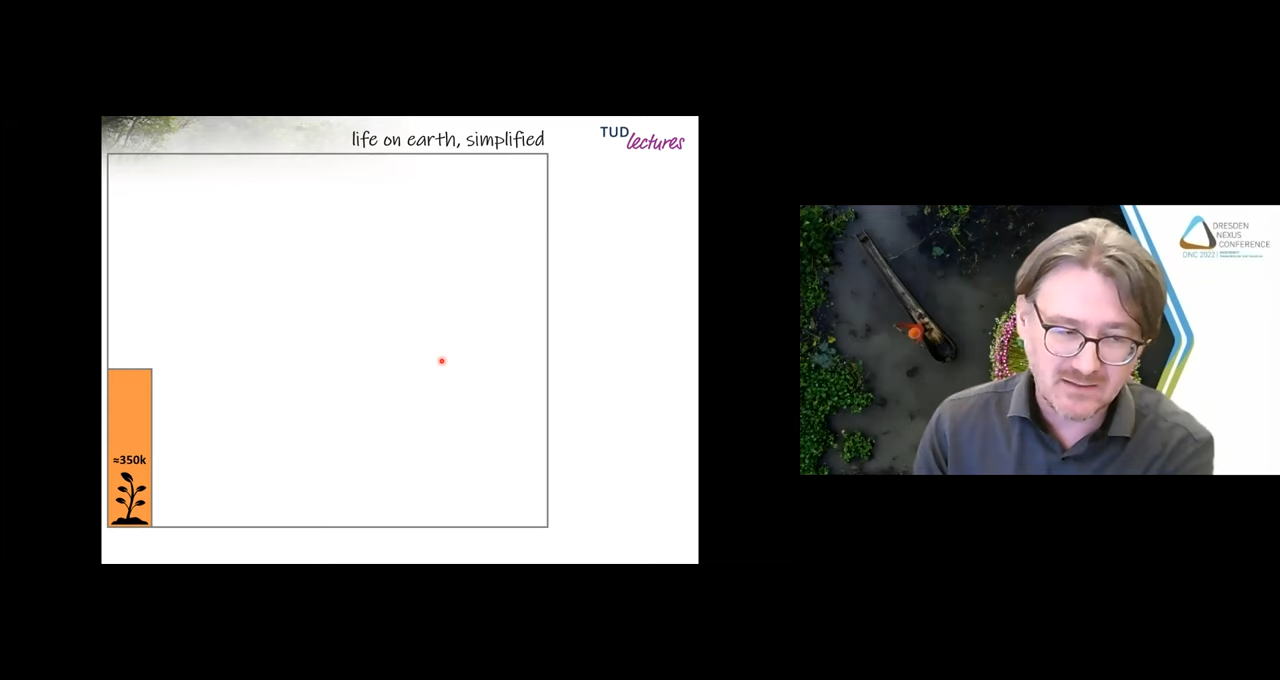 life on earth, simplified
TUD
lectures
≈350k
DRESDEN
NEXUS
CONFERENCE
DNC 2022